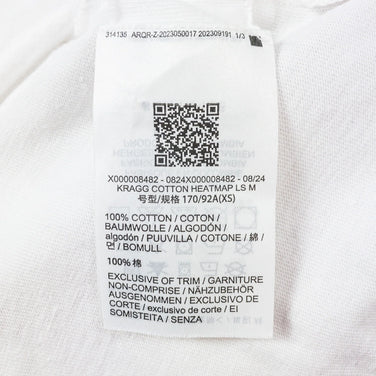 314135 ARQR-Z-2023050017 202309191 1/3
X000008482 - 0824X000008482 - 08/24
KRAGG COTTON HEATMAP LS M
号型/规格 170/92A(XS)
100% COTTON / COTON /
BAUMWOLLE / ALGODÓN /
algodón / PUUVILLA / COTONE / 綿 /
면 / BOMULL
100% 棉
EXCLUSIVE OF TRIM / GARNITURE
NON-COMPRISE / NÄHZUBEHÖR
AUSGENOMMEN / EXCLUSIVO DE
CORTE / exclusivo de corte / EI
SOMISTEITA / SENZA